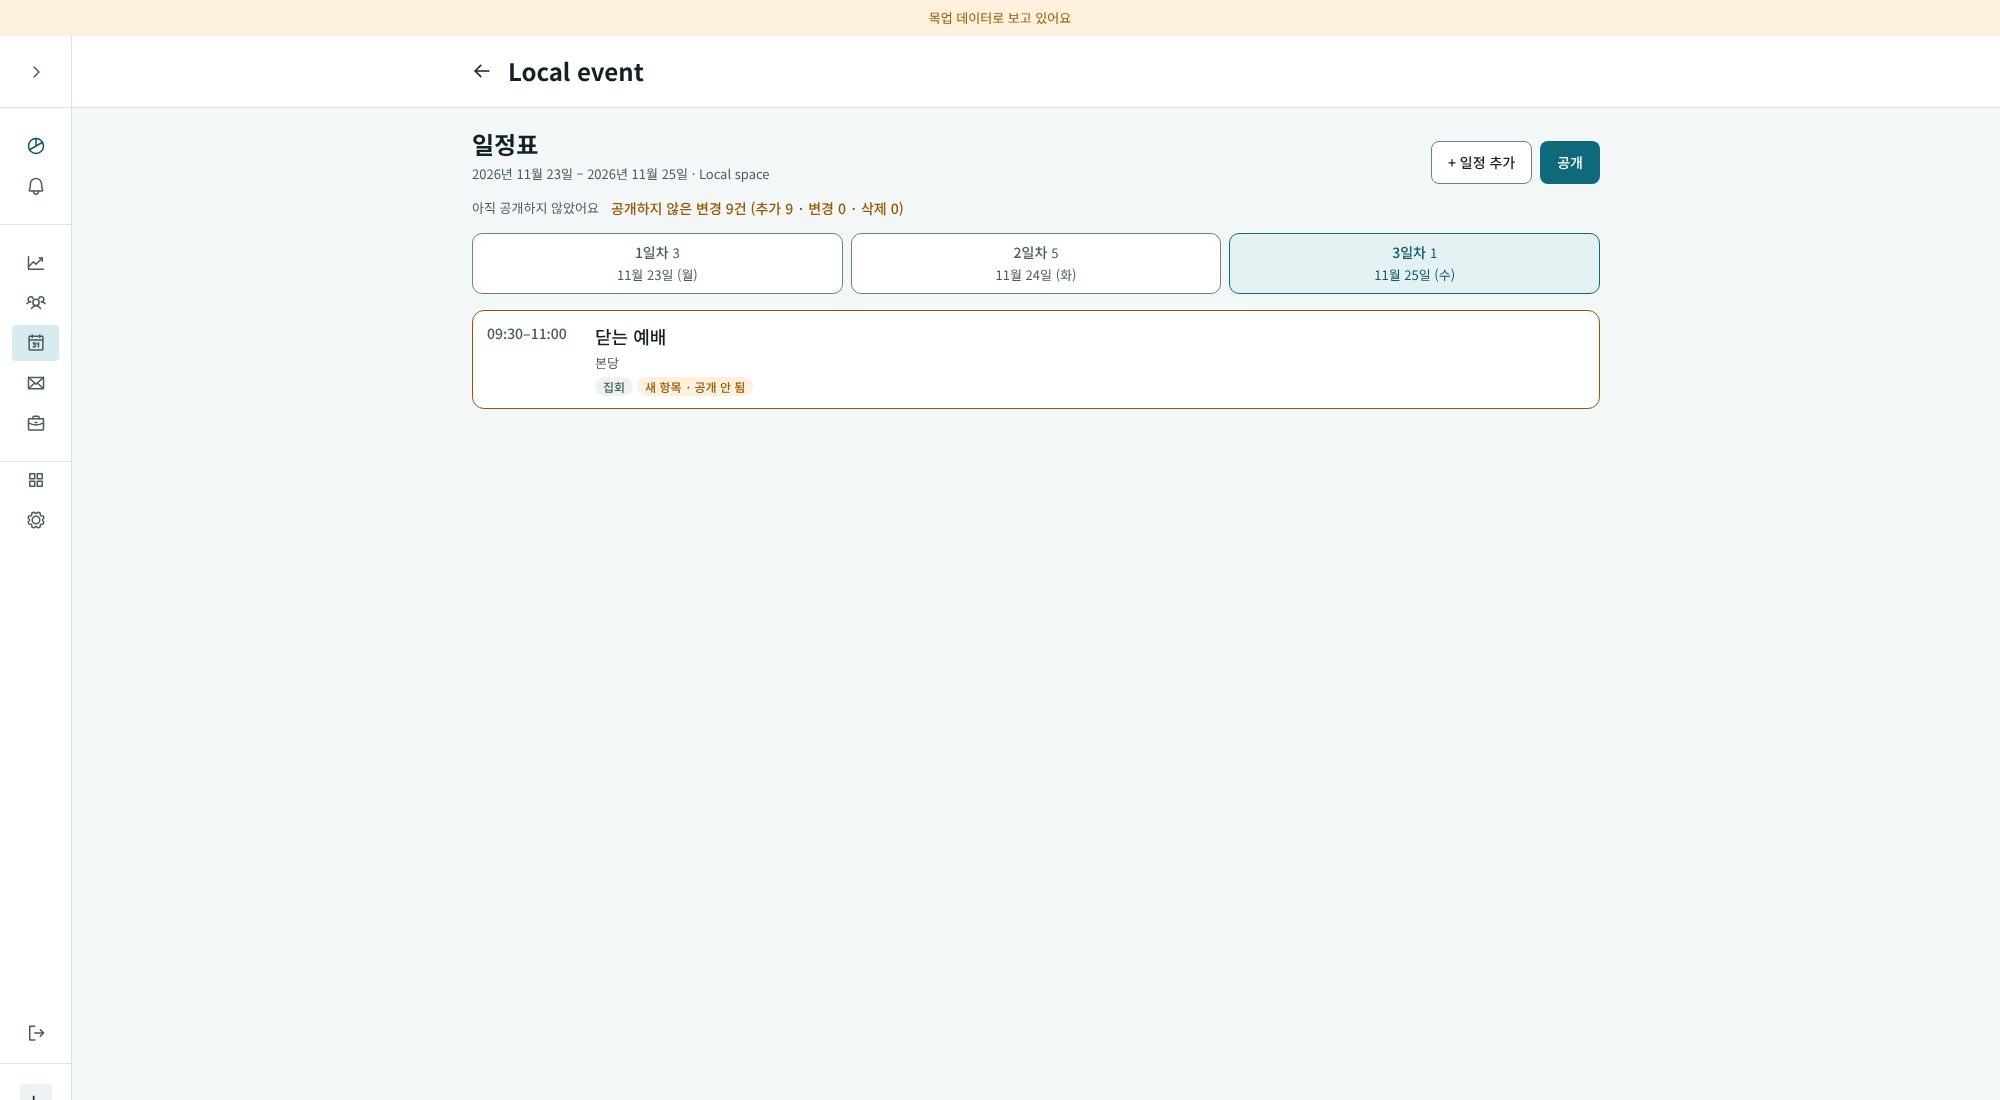 목업 데이터로 보고 있어요
Local event
일정표
2026년 11월 23일 – 2026년 11월 25일 · Local space
+ 일정 추가
공개
아직 공개하지 않았어요 공개하지 않은 변경 9건 (추가 9 · 변경 0 · 삭제 0)
1일차 3
11월 23일 (월)
2일차 5
11월 24일 (화)
3일차 1
11월 25일 (수)
09:30–11:00
닫는 예배
본당
집회 새 항목 · 공개 안 됨
31